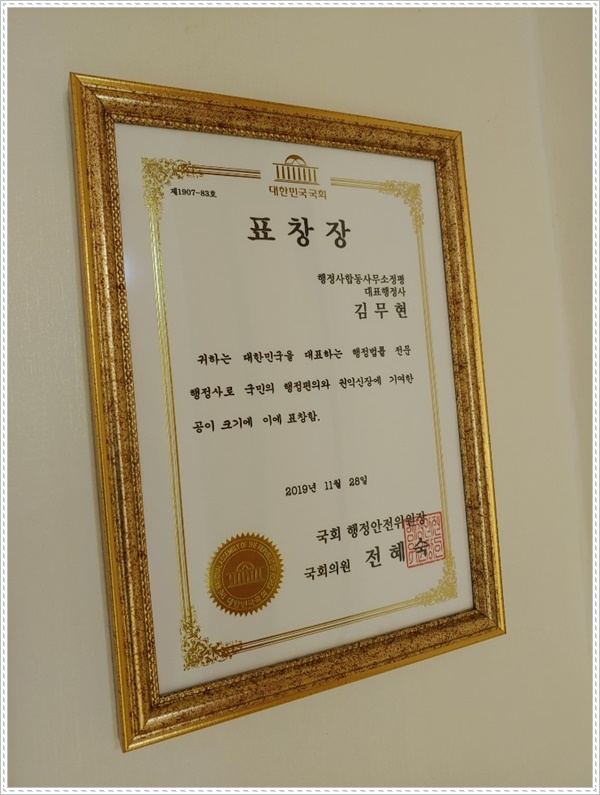 대한민국국회
제1907-83호
표창장
행정사합동사무소정평
대표행정사
김무현
귀하는 대한민국을 대표하는 행정법률 전문
행정사로 국민의 행정편의와 권익신장에 기여한
공이 크기에 이에 표창함.
2019년 11월 28일
국회 행정안전위원장
국회의원 전혜숙